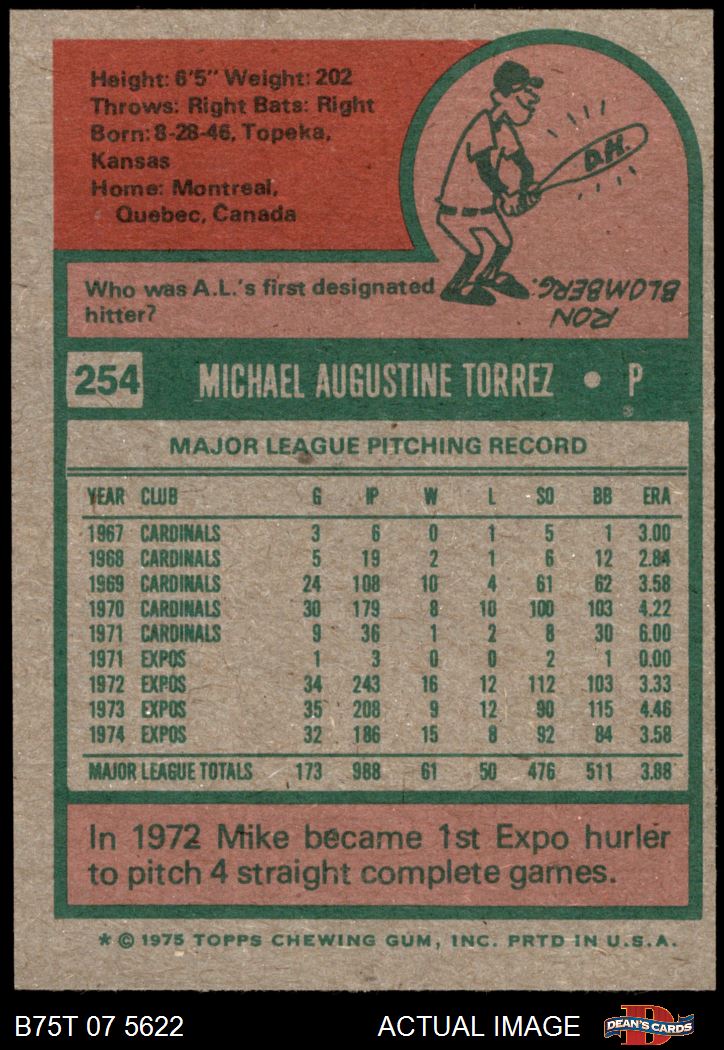 Height: 6'5" Weight: 202
Throws: Right Bats: Right
Born: 8-28-46, Topeka,
Kansas
Home: Montreal,
Quebec, Canada
D.H.
Who was A.L.'s first designated
hitter?
RON
BLOMBERG.
254 MICHAEL AUGUSTINE TORREZ • P
MAJOR LEAGUE PITCHING RECORD
YEAR CLUB G IP W L SO BB ERA
1967 CARDINALS 3 6 0 1 5 1 3.00
1968 CARDINALS 5 19 2 1 6 12 2.84
1969 CARDINALS 24 108 10 4 61 62 3.58
1970 CARDINALS 30 179 8 10 100 103 4.22
1971 CARDINALS 9 36 1 2 8 30 6.00
1971 EXPOS 1 3 0 0 2 1 0.00
1972 EXPOS 34 243 16 12 112 103 3.33
1973 EXPOS 35 208 9 12 90 115 4.46
1974 EXPOS 32 186 15 8 92 84 3.58
MAJOR LEAGUE TOTALS 173 988 61 50 476 511 3.88
In 1972 Mike became 1st Expo hurler
to pitch 4 straight complete games.
* © 1975 TOPPS CHEWING GUM, INC. PRTD IN U.S.A.
B75T 07 5622 ACTUAL IMAGE DEAN'S CARDS